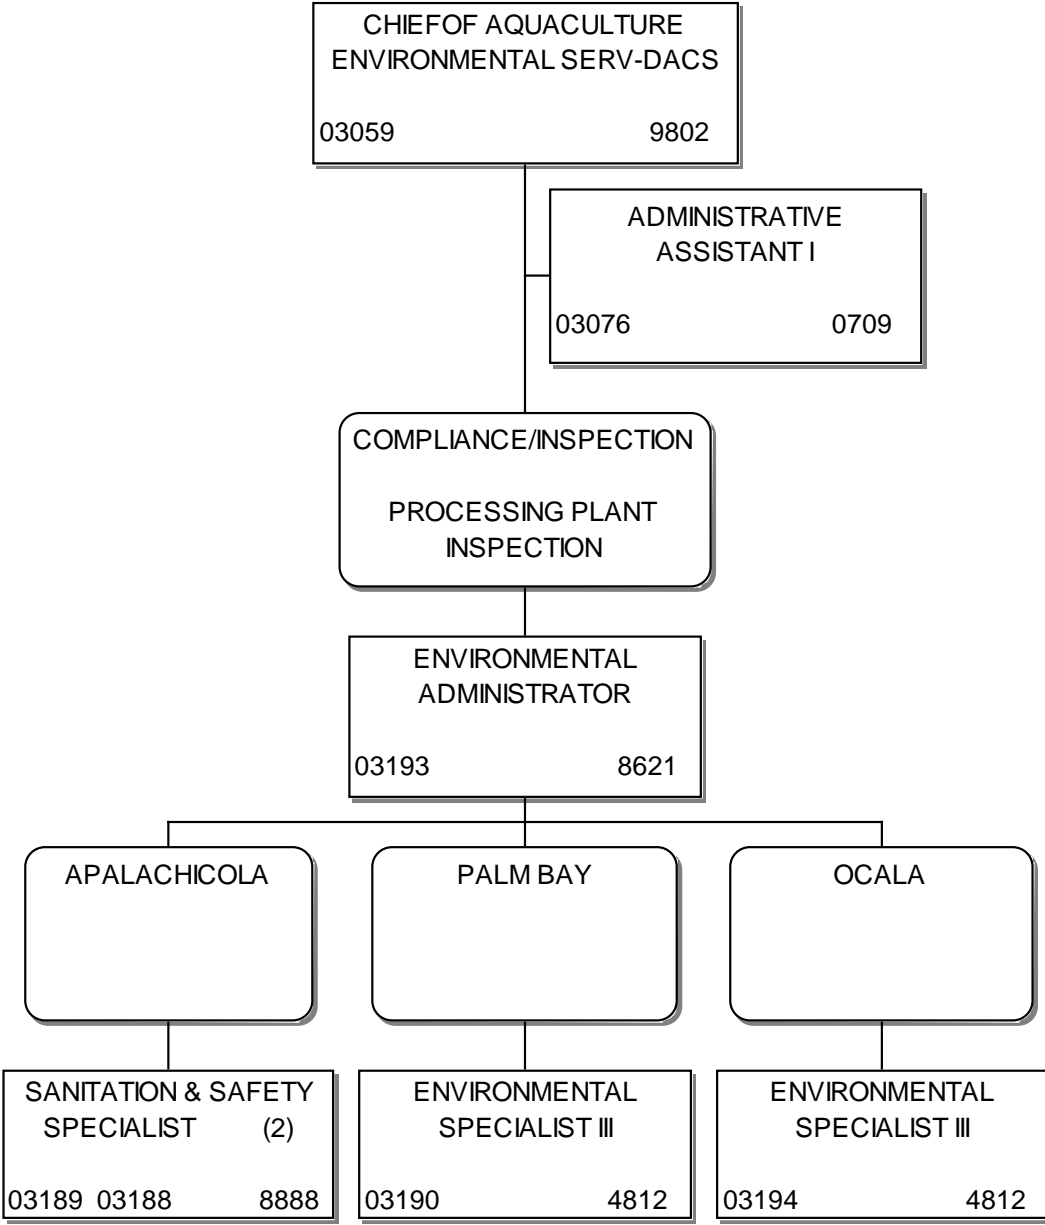 CHIEFOF AQUACULTURE
ENVIRONMENTAL SERV-DACS
03059 9802
ADMINISTRATIVE
ASSISTANT I
03076 0709
COMPLIANCE/INSPECTION
PROCESSING PLANT
INSPECTION
ENVIRONMENTAL
ADMINISTRATOR
03193 8621
APALACHICOLA
PALM BAY
OCALA
SANITATION & SAFETY
SPECIALIST (2)
03189 03188 8888
ENVIRONMENTAL
SPECIALIST III
03190 4812
ENVIRONMENTAL
SPECIALIST III
03194 4812